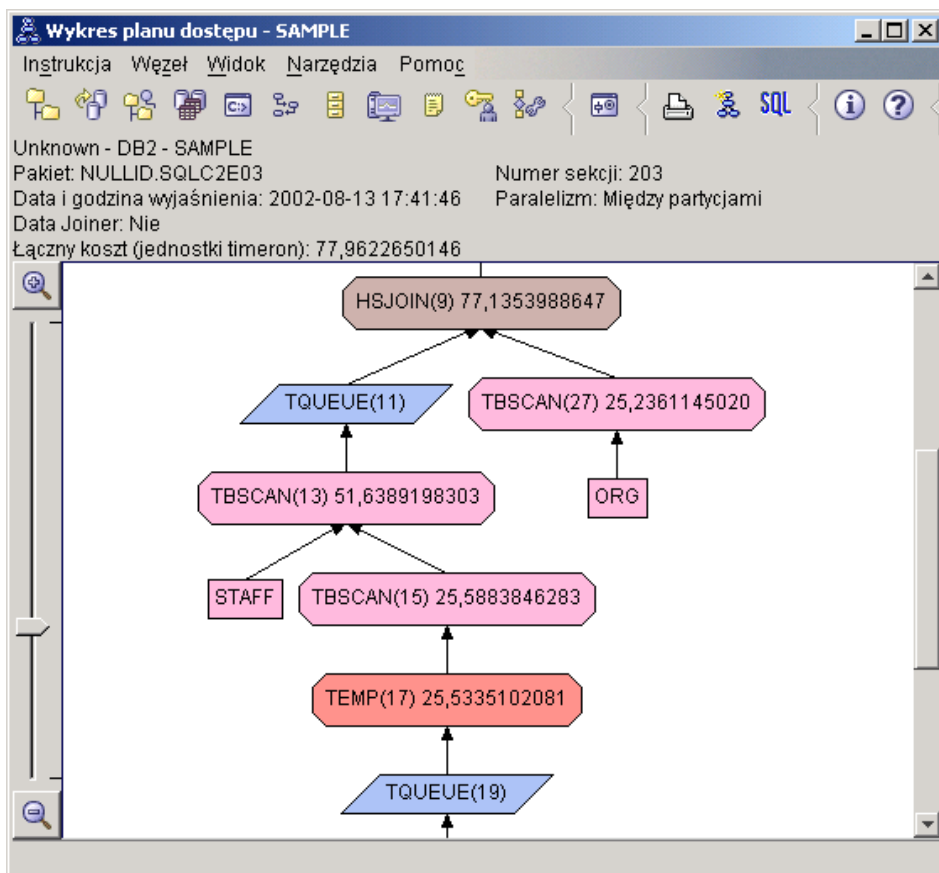 Wykres planu dostępu - SAMPLE
Instrukcja Węzeł Widok Narzędzia Pomoc
C:> SQL i ?
Unknown - DB2 - SAMPLE
Pakiet: NULLID.SQLC2E03 Numer sekcji: 203
Data i godzina wyjaśnienia: 2002-08-13 17:41:46 Paralelizm: Między partycjami
Data Joiner: Nie
Łączny koszt (jednostki timeron): 77,9622650146
HSJOIN(9) 77,1353988647
TQUEUE(11) TBSCAN(27) 25,2361145020
TBSCAN(13) 51,6389198303 ORG
STAFF TBSCAN(15) 25,5883846283
TEMP(17) 25,5335102081
TQUEUE(19)